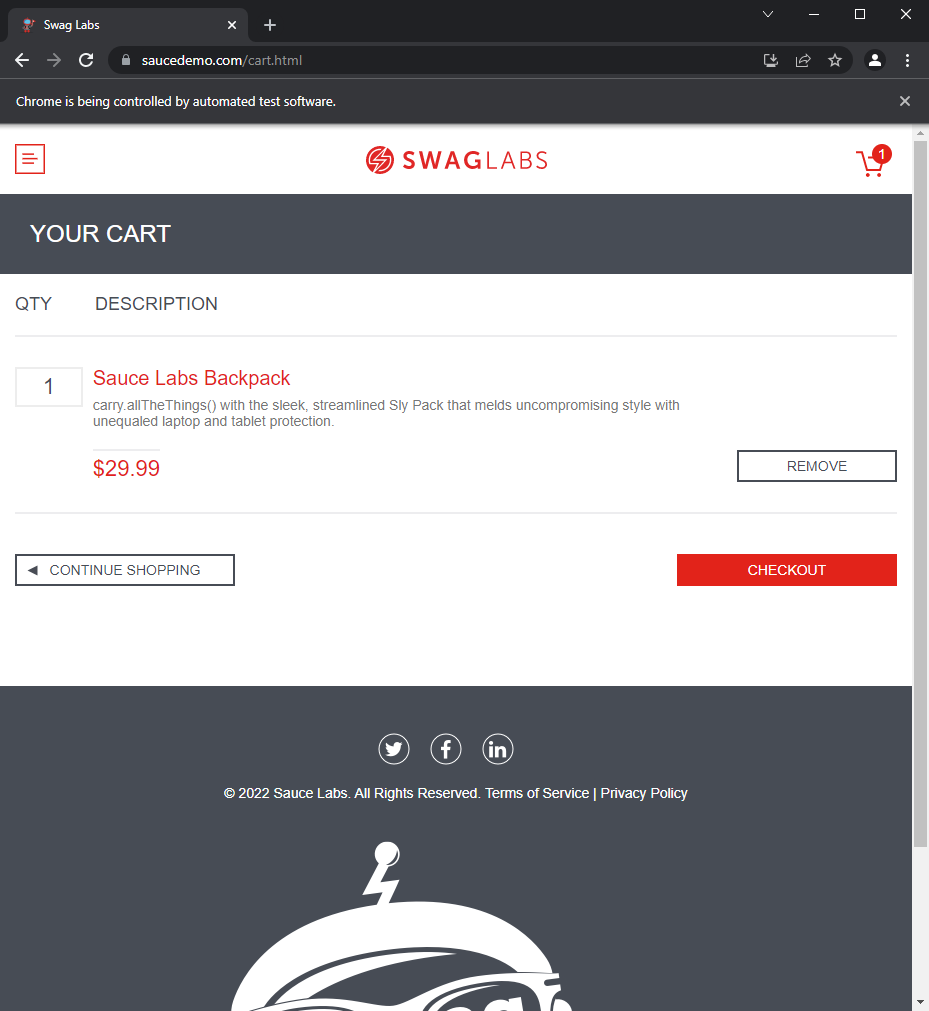 Swag Labs
saucedemo.com/cart.html
Chrome is being controlled by automated test software.
SWAGLABS
1
YOUR CART
QTY DESCRIPTION
1
Sauce Labs Backpack
carry.allTheThings() with the sleek, streamlined Sly Pack that melds uncompromising style with
unequaled laptop and tablet protection.
$29.99
REMOVE
CONTINUE SHOPPING
CHECKOUT
© 2022 Sauce Labs. All Rights Reserved. Terms of Service | Privacy Policy